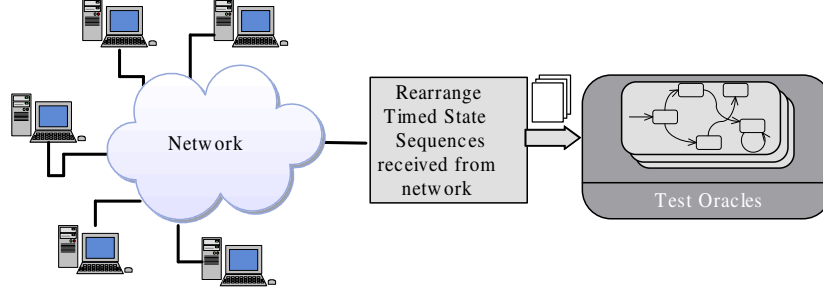 Network
Rearrange
Timed State
Sequences
received from
network
Test Oracles